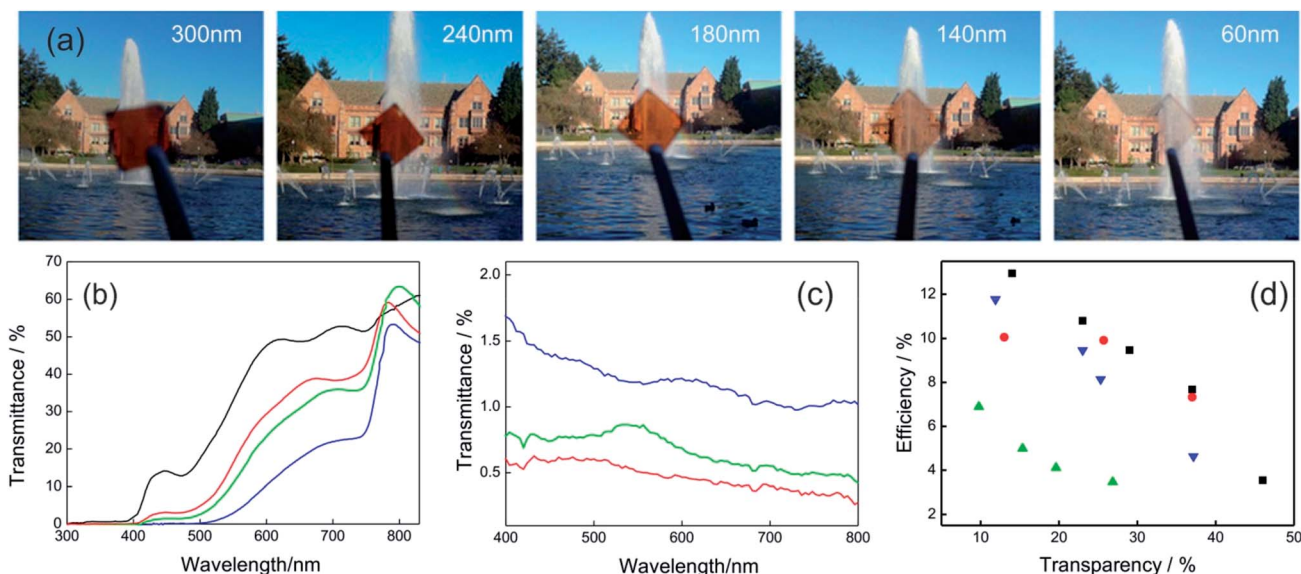 (a)
300nm
240nm
180nm
140nm
60nm
(b)
70
60
50
40
30
20
10
0
300 400 500 600 700 800
Wavelength/nm
Transmittance / %
(c)
2.0
1.5
1.0
0.5
400 500 600 700 800
Wavelength/nm
Transmittance / %
(d)
12
10
8
6
4
2
10 20 30 40 50
Transparency / %
Efficiency / %